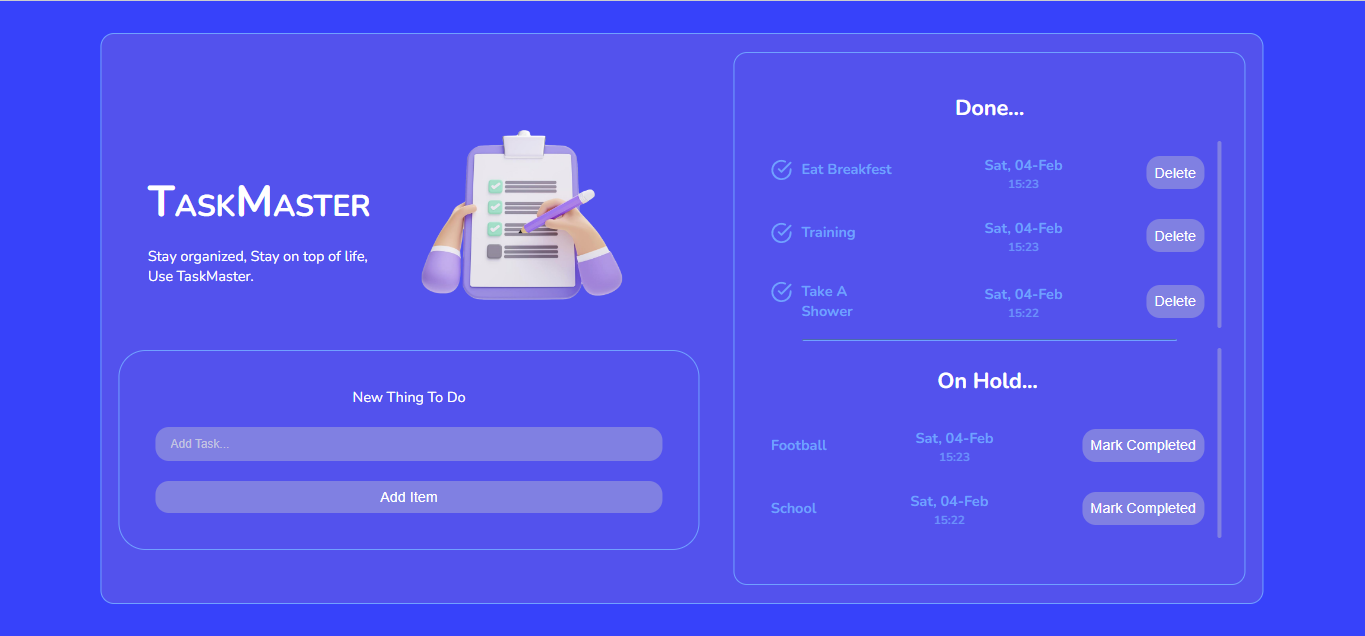 TaskMaster
Stay organized, Stay on top of life,
Use TaskMaster.
New Thing To Do
Add Task...
Add Item
Done...
Eat Breakfest
Sat, 04-Feb
15:23
Delete
Training
Sat, 04-Feb
15:23
Delete
Take A
Shower
Sat, 04-Feb
15:22
Delete
On Hold...
Football
Sat, 04-Feb
15:23
Mark Completed
School
Sat, 04-Feb
15:22
Mark Completed